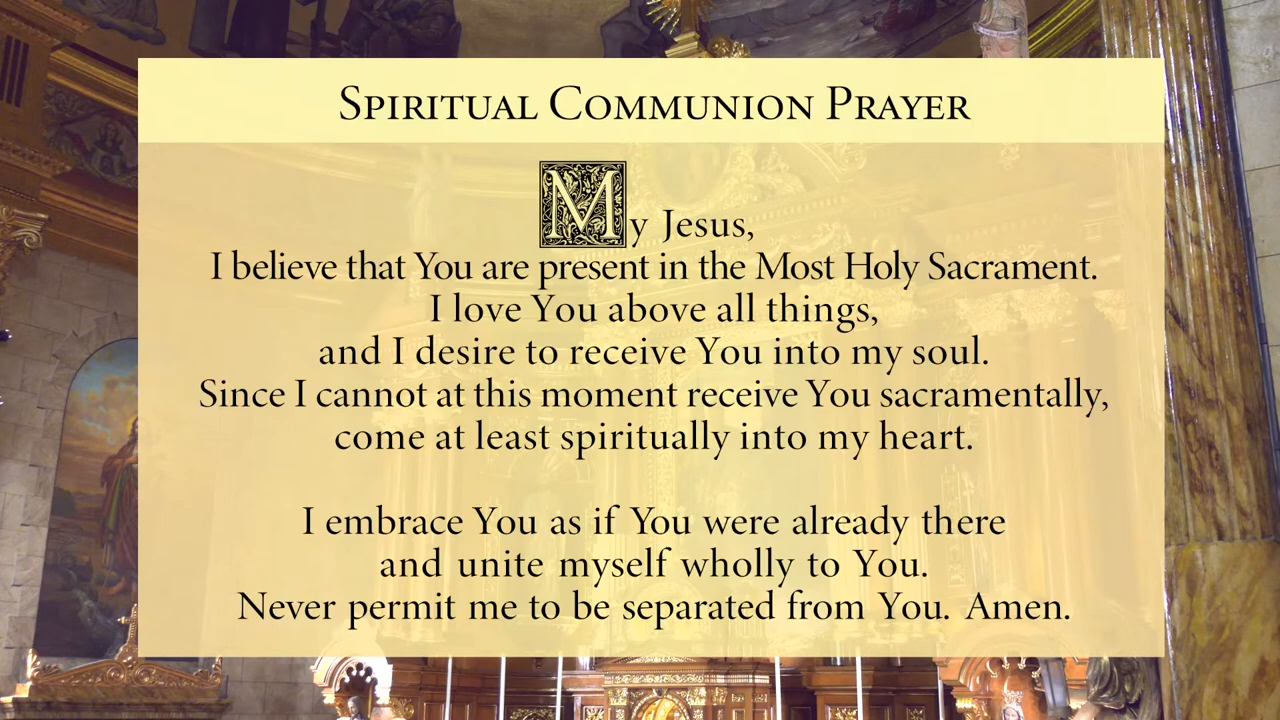 Spiritual Communion Prayer
My Jesus,
I believe that You are present in the Most Holy Sacrament.
I love You above all things,
and I desire to receive You into my soul.
Since I cannot at this moment receive You sacramentally,
come at least spiritually into my heart.
I embrace You as if You were already there
and unite myself wholly to You.
Never permit me to be separated from You. Amen.